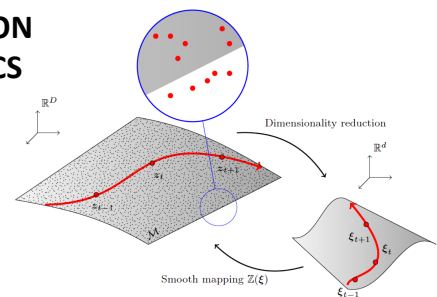 ON
CS
ℝ^D
Dimensionality reduction
ℝ^d
z_{t+1}
z_t
z_{t-1}
ℳ
ξ_{t+1}
ξ_t
ξ_{t-1}
Smooth mapping ℤ(ξ)